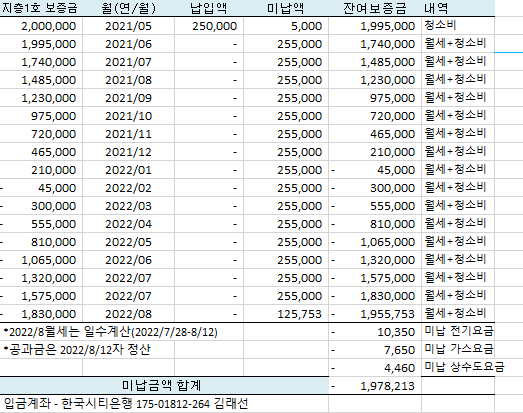 지층1호 보증금 월(연/월) 납입액 미납액 잔여보증금 내역
2,000,000 2021/05 250,000 5,000 1,995,000 청소비
1,995,000 2021/06 - 255,000 1,740,000 월세+청소비
1,740,000 2021/07 - 255,000 1,485,000 월세+청소비
1,485,000 2021/08 - 255,000 1,230,000 월세+청소비
1,230,000 2021/09 - 255,000 975,000 월세+청소비
975,000 2021/10 - 255,000 720,000 월세+청소비
720,000 2021/11 - 255,000 465,000 월세+청소비
465,000 2021/12 - 255,000 210,000 월세+청소비
210,000 2022/01 - 255,000 - 45,000 월세+청소비
- 45,000 2022/02 - 255,000 - 300,000 월세+청소비
- 300,000 2022/03 - 255,000 - 555,000 월세+청소비
- 555,000 2022/04 - 255,000 - 810,000 월세+청소비
- 810,000 2022/05 - 255,000 - 1,065,000 월세+청소비
- 1,065,000 2022/06 - 255,000 - 1,320,000 월세+청소비
- 1,320,000 2022/07 - 255,000 - 1,575,000 월세+청소비
- 1,575,000 2022/07 - 255,000 - 1,830,000 월세+청소비
- 1,830,000 2022/08 - 125,753 - 1,955,753 월세+청소비
*2022/8월세는 일수계산(2022/7/28-8/12) - 10,350 미납 전기요금
*공과금은 2022/8/12자 정산 - 7,650 미납 가스요금
- 4,460 미납 상수도요금
미납금액 합계 - 1,978,213
입금계좌 - 한국시티은행 175-01812-264 김래선